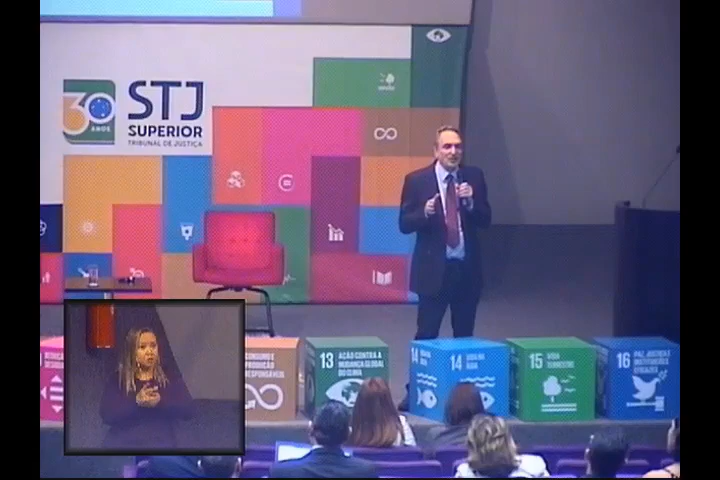 30
ANOS
STJ
SUPERIOR
TRIBUNAL DE JUSTIÇA
CONSUMO E
PRODUÇÃO
RESPONSÁVEIS
13 AÇÃO CONTRA A
MUDANÇA GLOBAL
DO CLIMA
14 VIDA NA
ÁGUA
14 VIDA NA
ÁGUA
15 VIDA
TERRESTRE
16 PAZ, JUSTIÇA E
INSTITUIÇÕES
EFICAZES